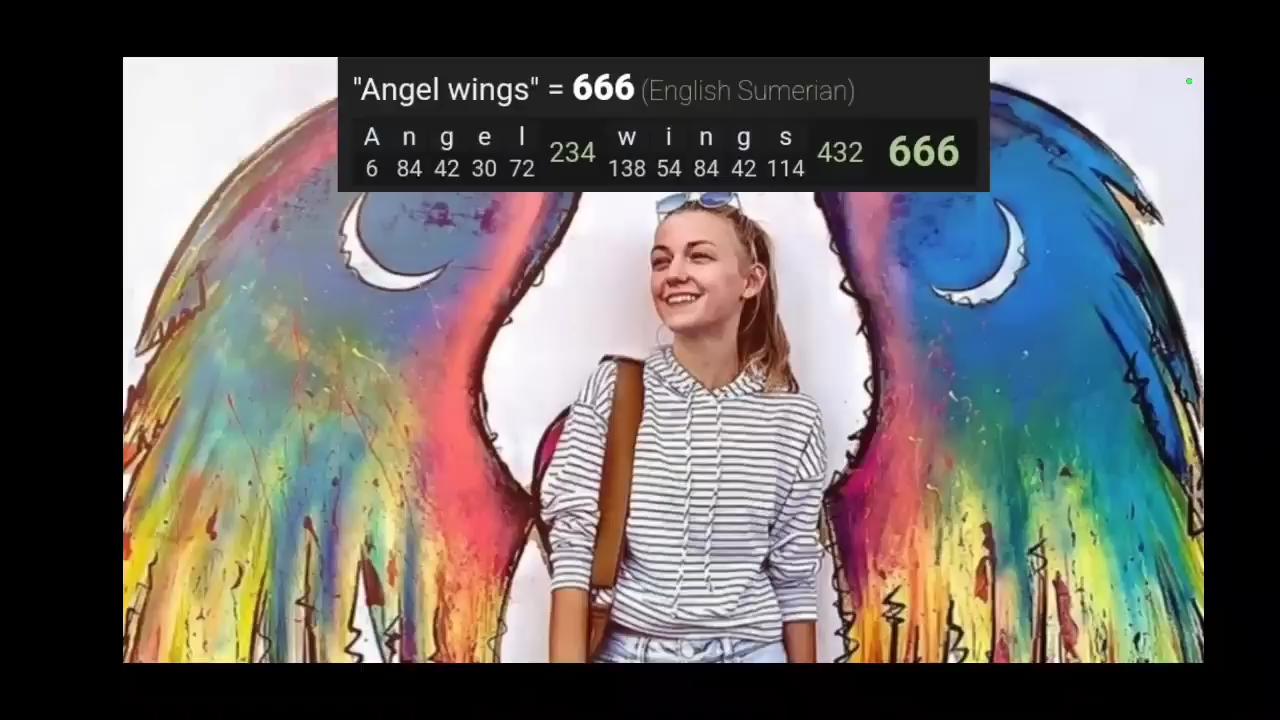 "Angel wings" = 666 (English Sumerian)
A n g e l 234 w i n g s 432 666
6 84 42 30 72 138 54 84 42 114